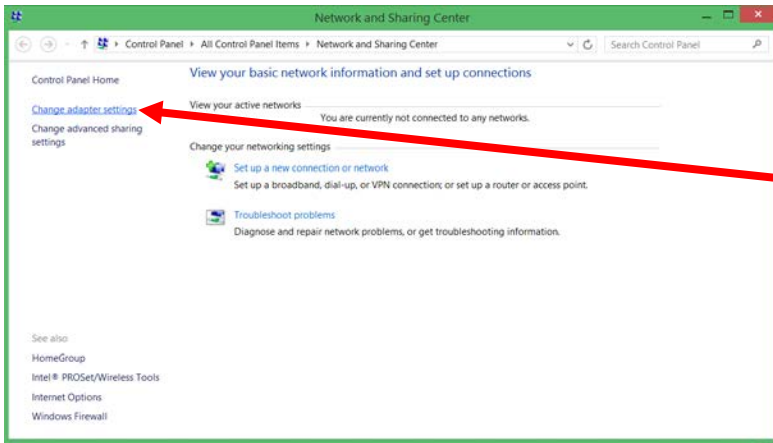 Network and Sharing Center
Control Panel ▸ All Control Panel Items ▸ Network and Sharing Center
Search Control Panel
Control Panel Home
Change adapter settings
Change advanced sharing
settings
View your basic network information and set up connections
View your active networks
You are currently not connected to any networks.
Change your networking settings
Set up a new connection or network
Set up a broadband, dial-up, or VPN connection; or set up a router or access point.
Troubleshoot problems
Diagnose and repair network problems, or get troubleshooting information.
See also
HomeGroup
Intel® PROSet/Wireless Tools
Internet Options
Windows Firewall